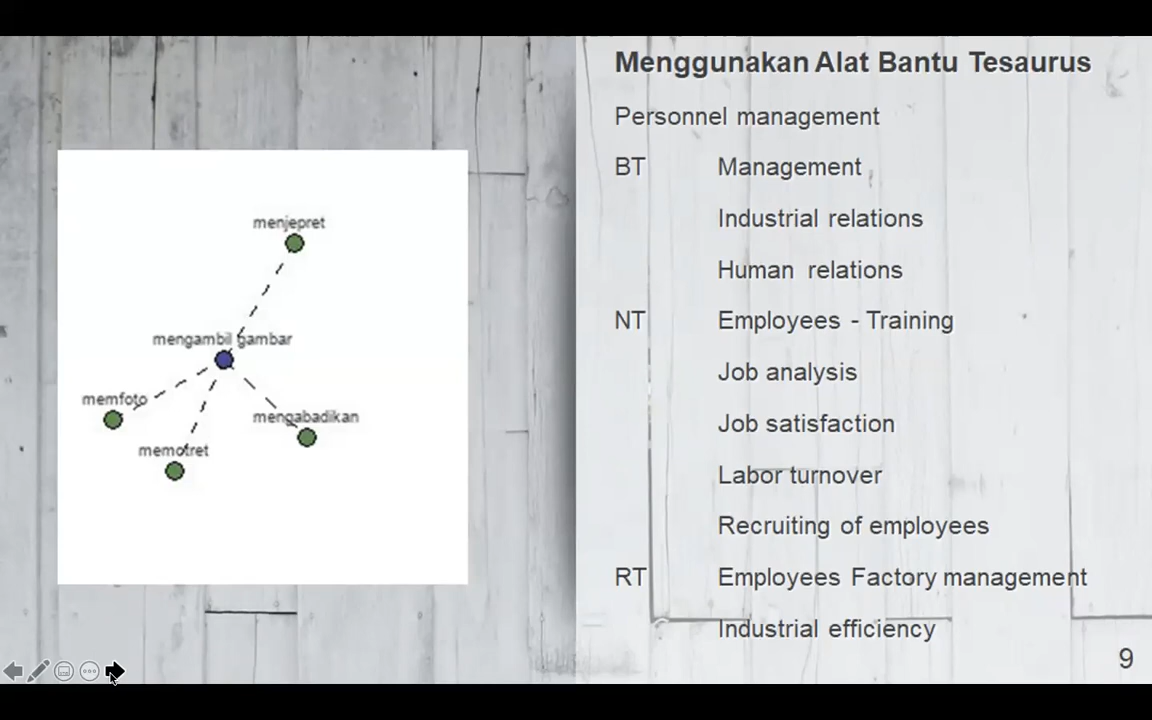 Menggunakan Alat Bantu Tesaurus
Personnel management
BT Management
Industrial relations
Human relations
NT Employees - Training
Job analysis
Job satisfaction
Labor turnover
Recruiting of employees
RT Employees Factory management
Industrial efficiency
menjepret
mengambil gambar
memfoto
mengabadikan
memotret
9